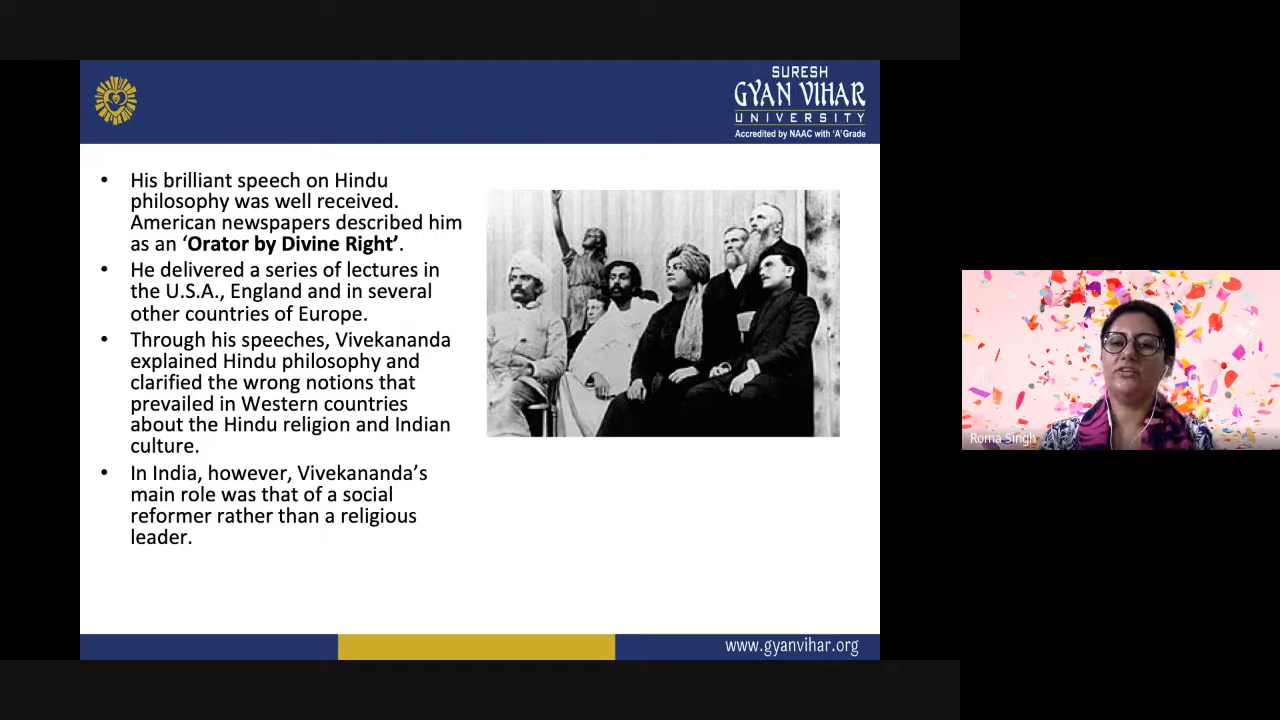 SURESH
GYAN VIHAR
UNIVERSITY
Accredited by NAAC with 'A' Grade
• His brilliant speech on Hindu
philosophy was well received.
American newspapers described him
as an ‘Orator by Divine Right’.
• He delivered a series of lectures in
the U.S.A., England and in several
other countries of Europe.
• Through his speeches, Vivekananda
explained Hindu philosophy and
clarified the wrong notions that
prevailed in Western countries
about the Hindu religion and Indian
culture.
• In India, however, Vivekananda’s
main role was that of a social
reformer rather than a religious
leader.
Roma Singh
www.gyanvihar.org